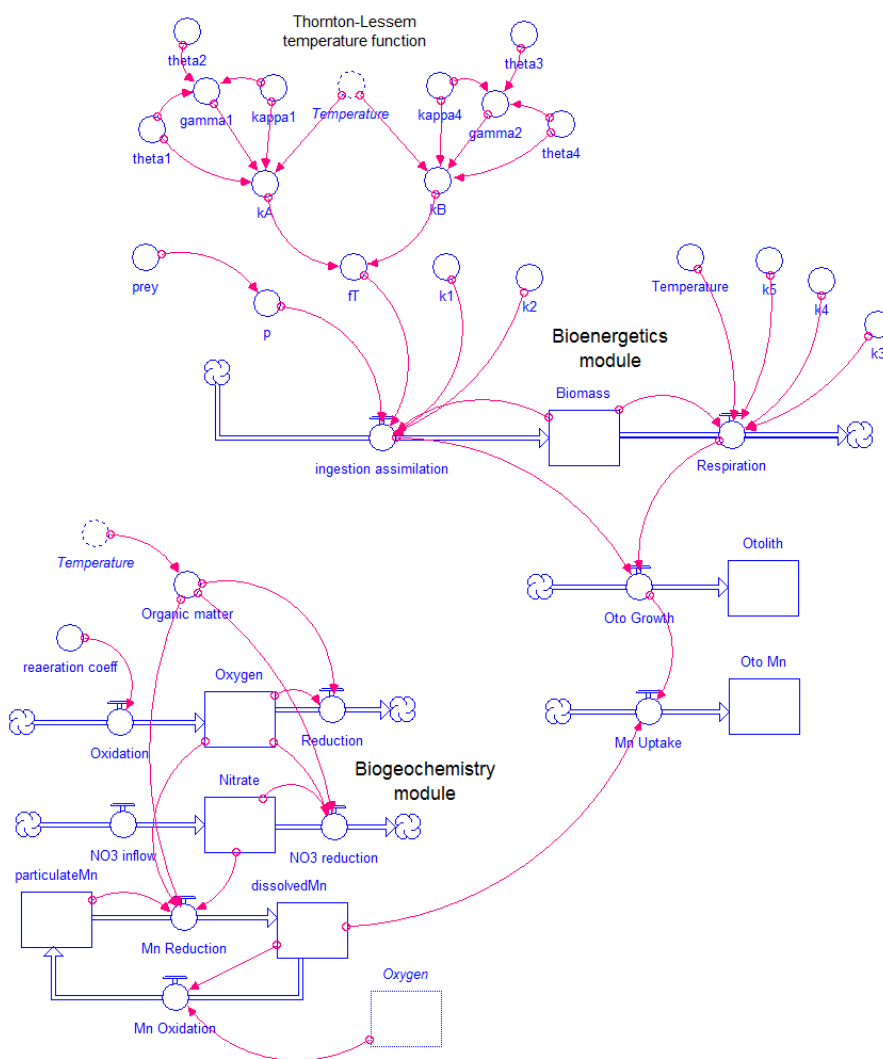 Thornton-Lessem
temperature function
theta2
theta3
gamma1
kappa1
Temperature
kappa4
gamma2
theta1
theta4
kA
kB
prey
fT
k1
k2
Temperature
k5
k4
k3
p
Bioenergetics
module
Biomass
ingestion assimilation
Respiration
Temperature
Otolith
Organic matter
Oto Growth
reaeration coeff
Oxygen
Oto Mn
Oxidation
Reduction
Mn Uptake
Biogeochemistry
module
Nitrate
NO3 inflow
NO3 reduction
particulateMn
dissolvedMn
Mn Reduction
Oxygen
Mn Oxidation